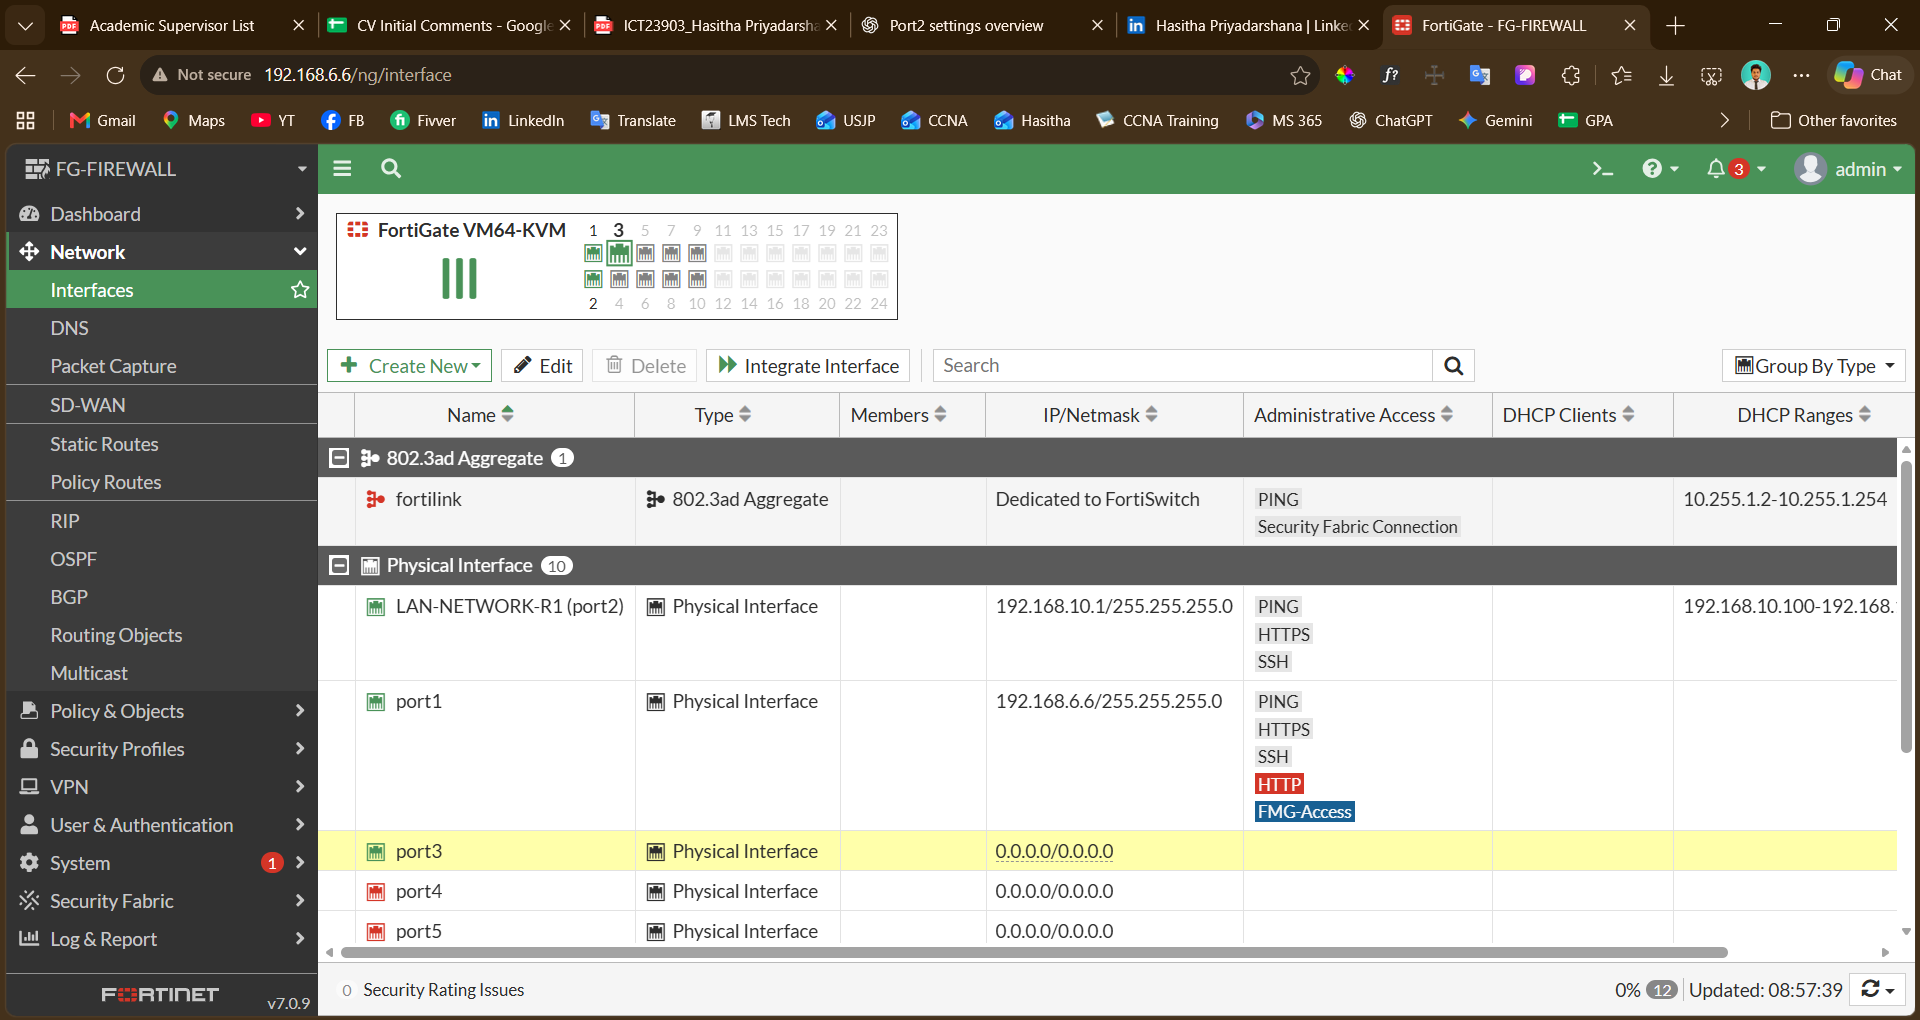 Academic Supervisor List
CV Initial Comments - Google
ICT23903_Hasitha Priyadarsha
Port2 settings overview
Hasitha Priyadarshana | Linke
FortiGate - FG-FIREWALL
Not secure 192.168.6.6/ng/interface
Chat
Gmail Maps YT FB Fivver LinkedIn Translate LMS Tech USJP CCNA Hasitha CCNA Training MS 365 ChatGPT Gemini GPA Other favorites
FG-FIREWALL
3 admin
Dashboard
Network
Interfaces
DNS
Packet Capture
SD-WAN
Static Routes
Policy Routes
RIP
OSPF
BGP
Routing Objects
Multicast
Policy & Objects
Security Profiles
VPN
User & Authentication
System 1
Security Fabric
Log & Report
FORTINET v7.0.9
FortiGate VM64-KVM
1 3 5 7 9 11 13 15 17 19 21 23
2 4 6 8 10 12 14 16 18 20 22 24
Create New Edit Delete Integrate Interface Search Group By Type
Name Type Members IP/Netmask Administrative Access DHCP Clients DHCP Ranges
802.3ad Aggregate 1
fortilink 802.3ad Aggregate Dedicated to FortiSwitch PING 10.255.1.2-10.255.1.254
Security Fabric Connection
Physical Interface 10
LAN-NETWORK-R1 (port2) Physical Interface 192.168.10.1/255.255.255.0 PING 192.168.10.100-192.168.
HTTPS
SSH
port1 Physical Interface 192.168.6.6/255.255.255.0 PING
HTTPS
SSH
HTTP
FMG-Access
port3 Physical Interface 0.0.0.0/0.0.0.0
port4 Physical Interface 0.0.0.0/0.0.0.0
port5 Physical Interface 0.0.0.0/0.0.0.0
0 Security Rating Issues 0% 12 Updated: 08:57:39